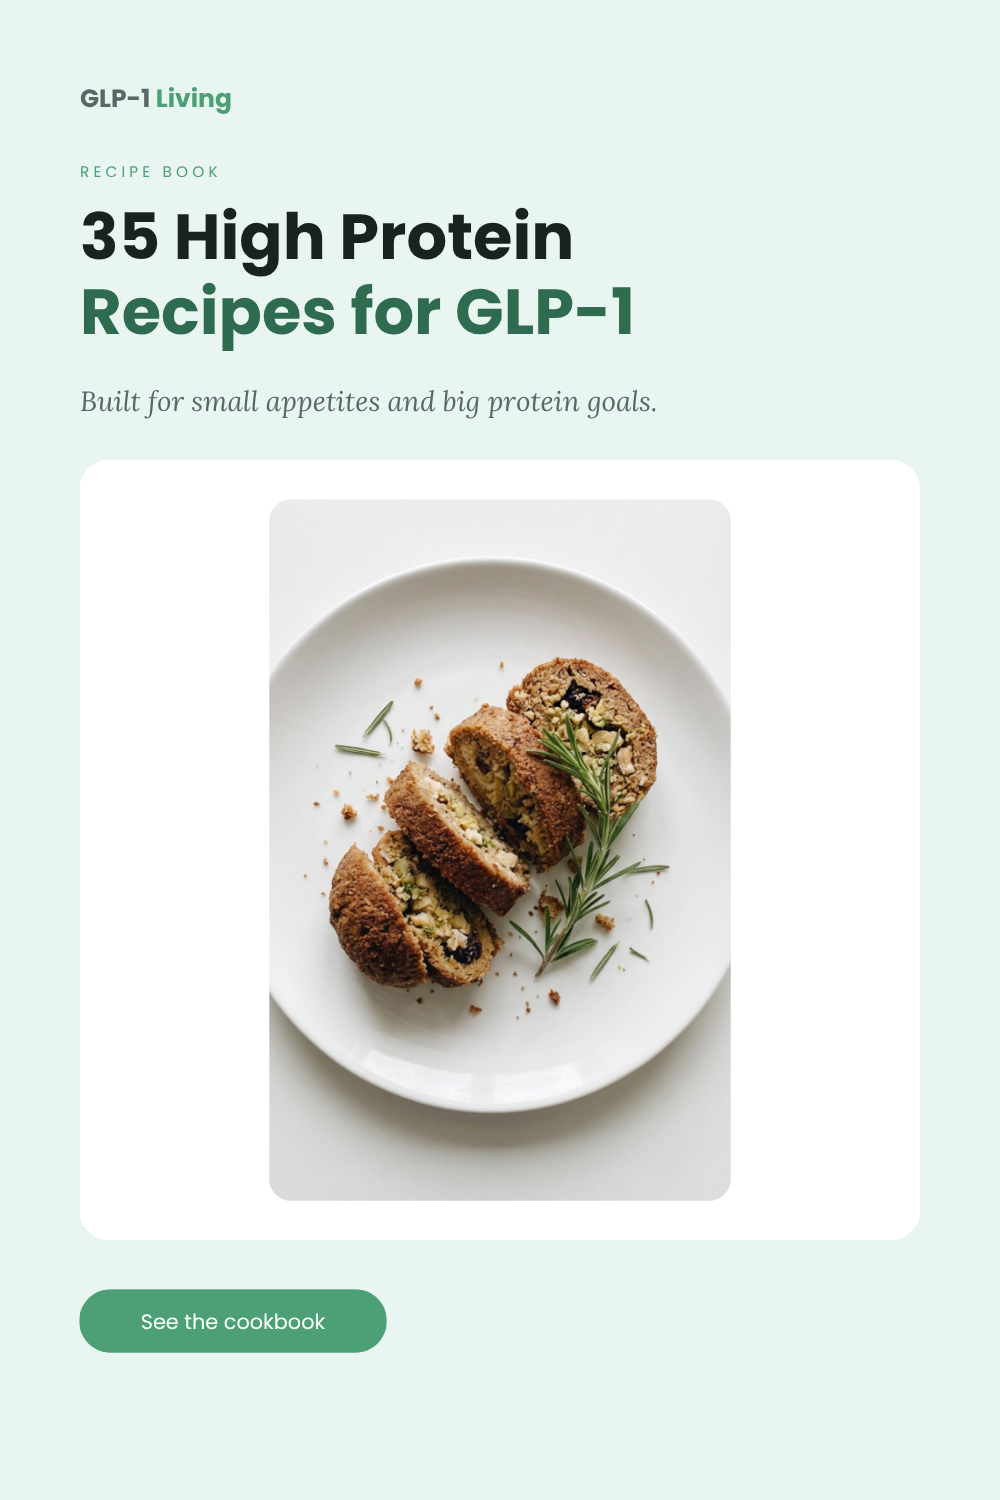 GLP-1 Living
RECIPE BOOK
35 High Protein
Recipes for GLP-1
Built for small appetites and big protein goals.
See the cookbook